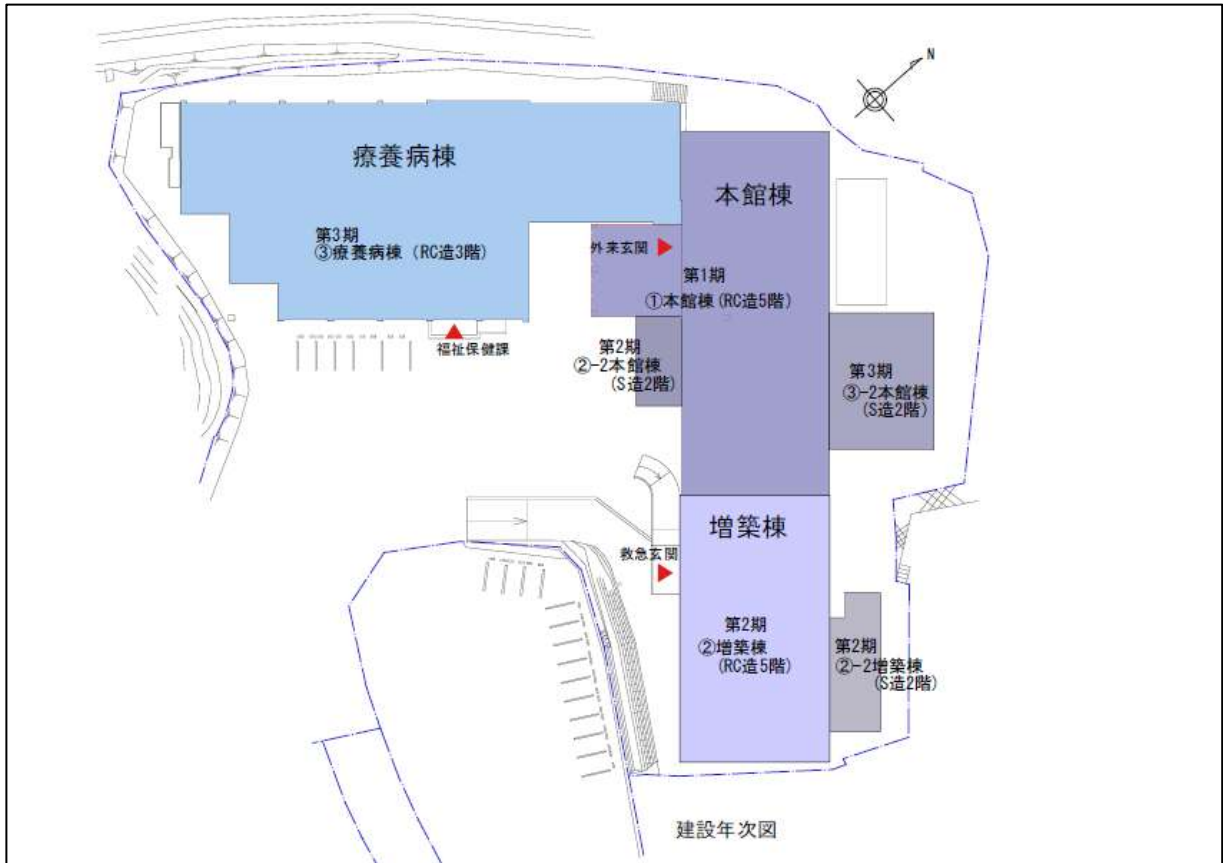 N
療養病棟
本館棟
第3期
③療養病棟（RC造3階）
外来玄関
第1期
①本館棟(RC造5階)
福祉保健課
第2期
②-2本館棟
(S造2階)
第3期
③-2本館棟
(S造2階)
増築棟
救急玄関
第2期
②増築棟
(RC造5階)
第2期
②-2増築棟
(S造2階)
建設年次図